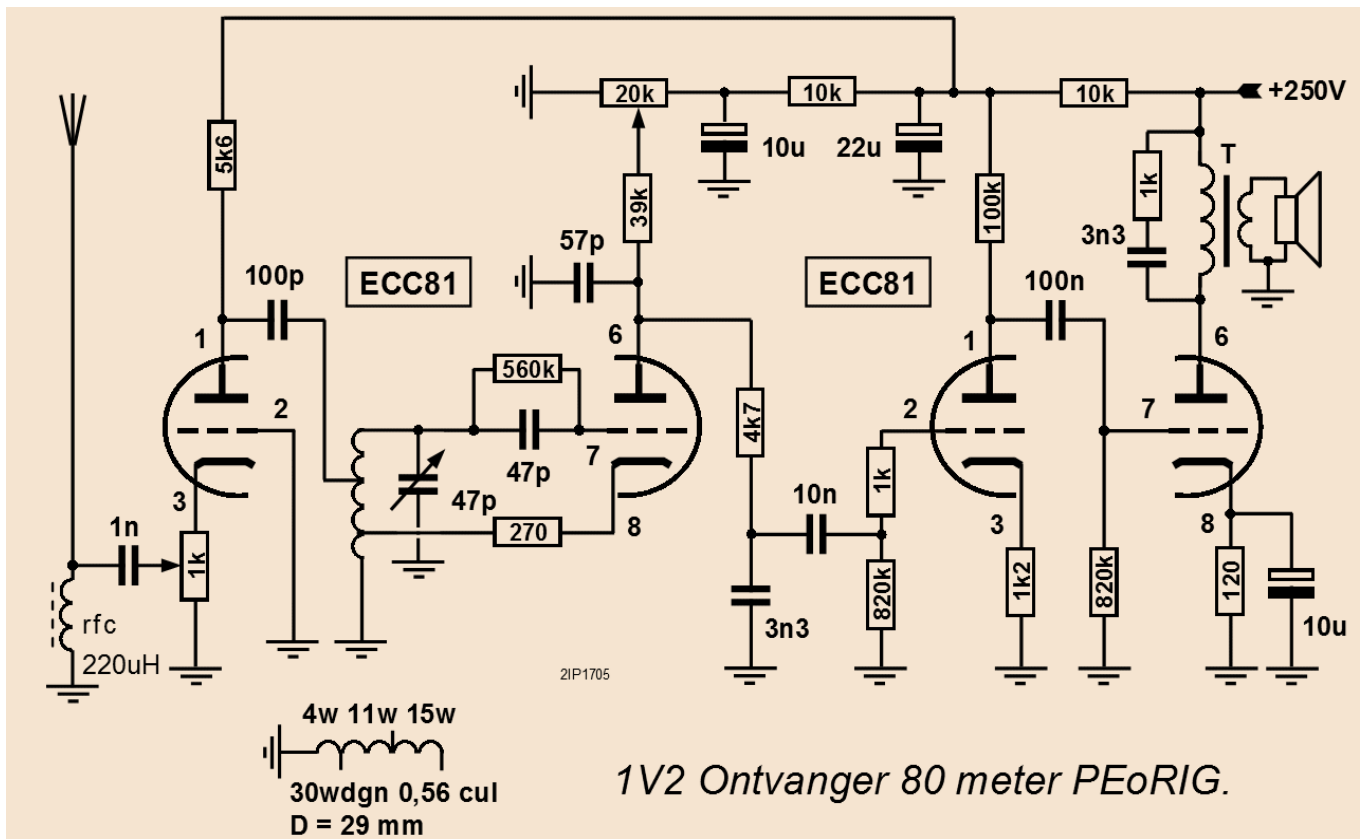 20k
10k
10k
+250V
5k6
10u
22u
T
1k
39k
100k
3n3
57p
100p
ECC81
ECC81
100n
1
6
1
6
560k
2
4k7
2
7
47p
7
1k
3
47p
10n
3
8
1n
270
8
1k
820k
1k2
820k
120
rfc
3n3
10u
220uH
2IP1705
4w 11w 15w
30wdgn 0,56 cul
D = 29 mm
1V2 Ontvanger 80 meter PEoRIG.